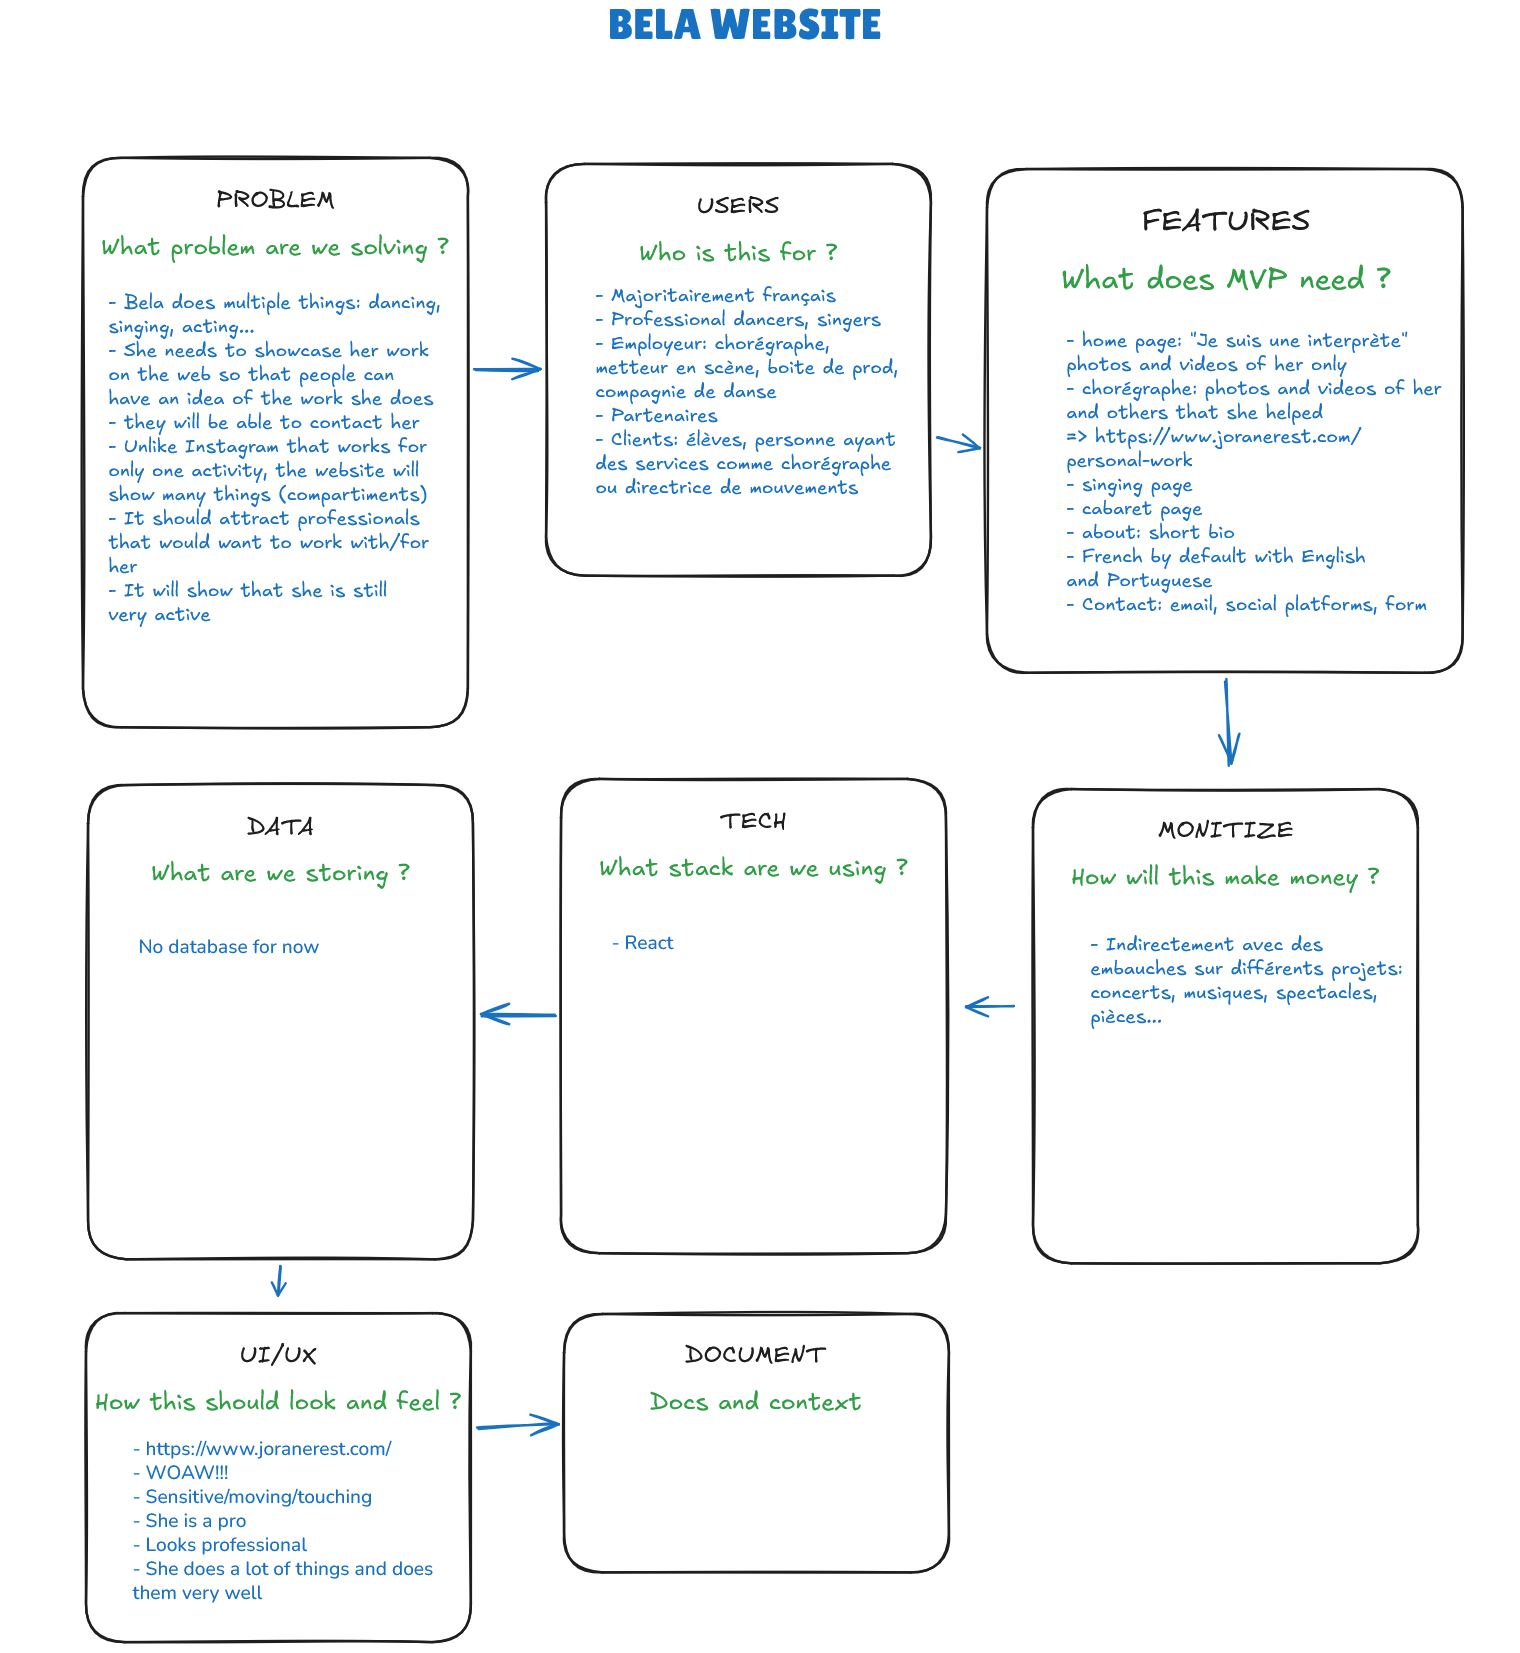 BELA WEBSITE
PROBLEM
What problem are we solving ?
- Bela does multiple things: dancing,
singing, acting...
- She needs to showcase her work
on the web so that people can
have an idea of the work she does
- they will be able to contact her
- Unlike Instagram that works for
only one activity, the website will
show many things (compartiments)
- It should attract professionals
that would want to work with/for
her
- It will show that she is still
very active
USERS
Who is this for ?
- Majoritairement français
- Professional dancers, singers
- Employeur: chorégraphe,
metteur en scène, boite de prod,
compagnie de danse
- Partenaires
- Clients: élèves, personne ayant
des services comme chorégraphe
ou directrice de mouvements
FEATURES
What does MVP need ?
- home page: "Je suis une interprète"
photos and videos of her only
- chorégraphe: photos and videos of her
and others that she helped
=> https://www.joranerest.com/
personal-work
- singing page
- cabaret page
- about: short bio
- French by default with English
and Portuguese
- Contact: email, social platforms, form
MONITIZE
How will this make money ?
- Indirectement avec des
embauches sur différents projets:
concerts, musiques, spectacles,
pièces...
TECH
What stack are we using ?
- React
DATA
What are we storing ?
No database for now
UI/UX
How this should look and feel ?
- https://www.joranerest.com/
- WOAW!!!
- Sensitive/moving/touching
- She is a pro
- Looks professional
- She does a lot of things and does
them very well
DOCUMENT
Docs and context